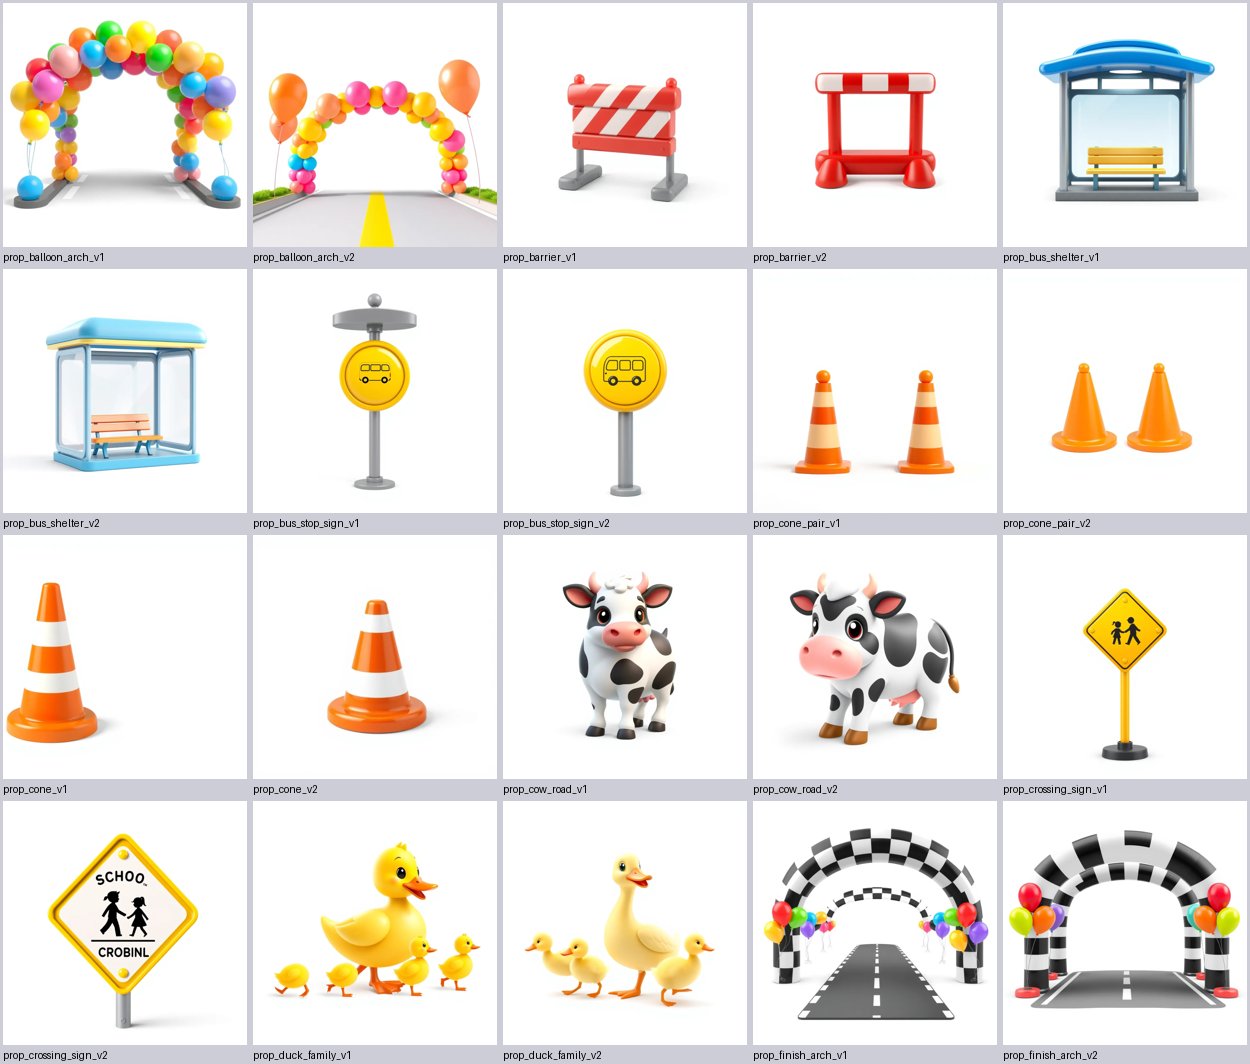 prop_balloon_arch_v1
prop_balloon_arch_v2
prop_barrier_v1
prop_barrier_v2
prop_bus_shelter_v1
prop_bus_shelter_v2
prop_bus_stop_sign_v1
prop_bus_stop_sign_v2
prop_cone_pair_v1
prop_cone_pair_v2
prop_cone_v1
prop_cone_v2
prop_cow_road_v1
prop_cow_road_v2
prop_crossing_sign_v1
SCHOO
CROBINL
prop_crossing_sign_v2
prop_duck_family_v1
prop_duck_family_v2
prop_finish_arch_v1
prop_finish_arch_v2